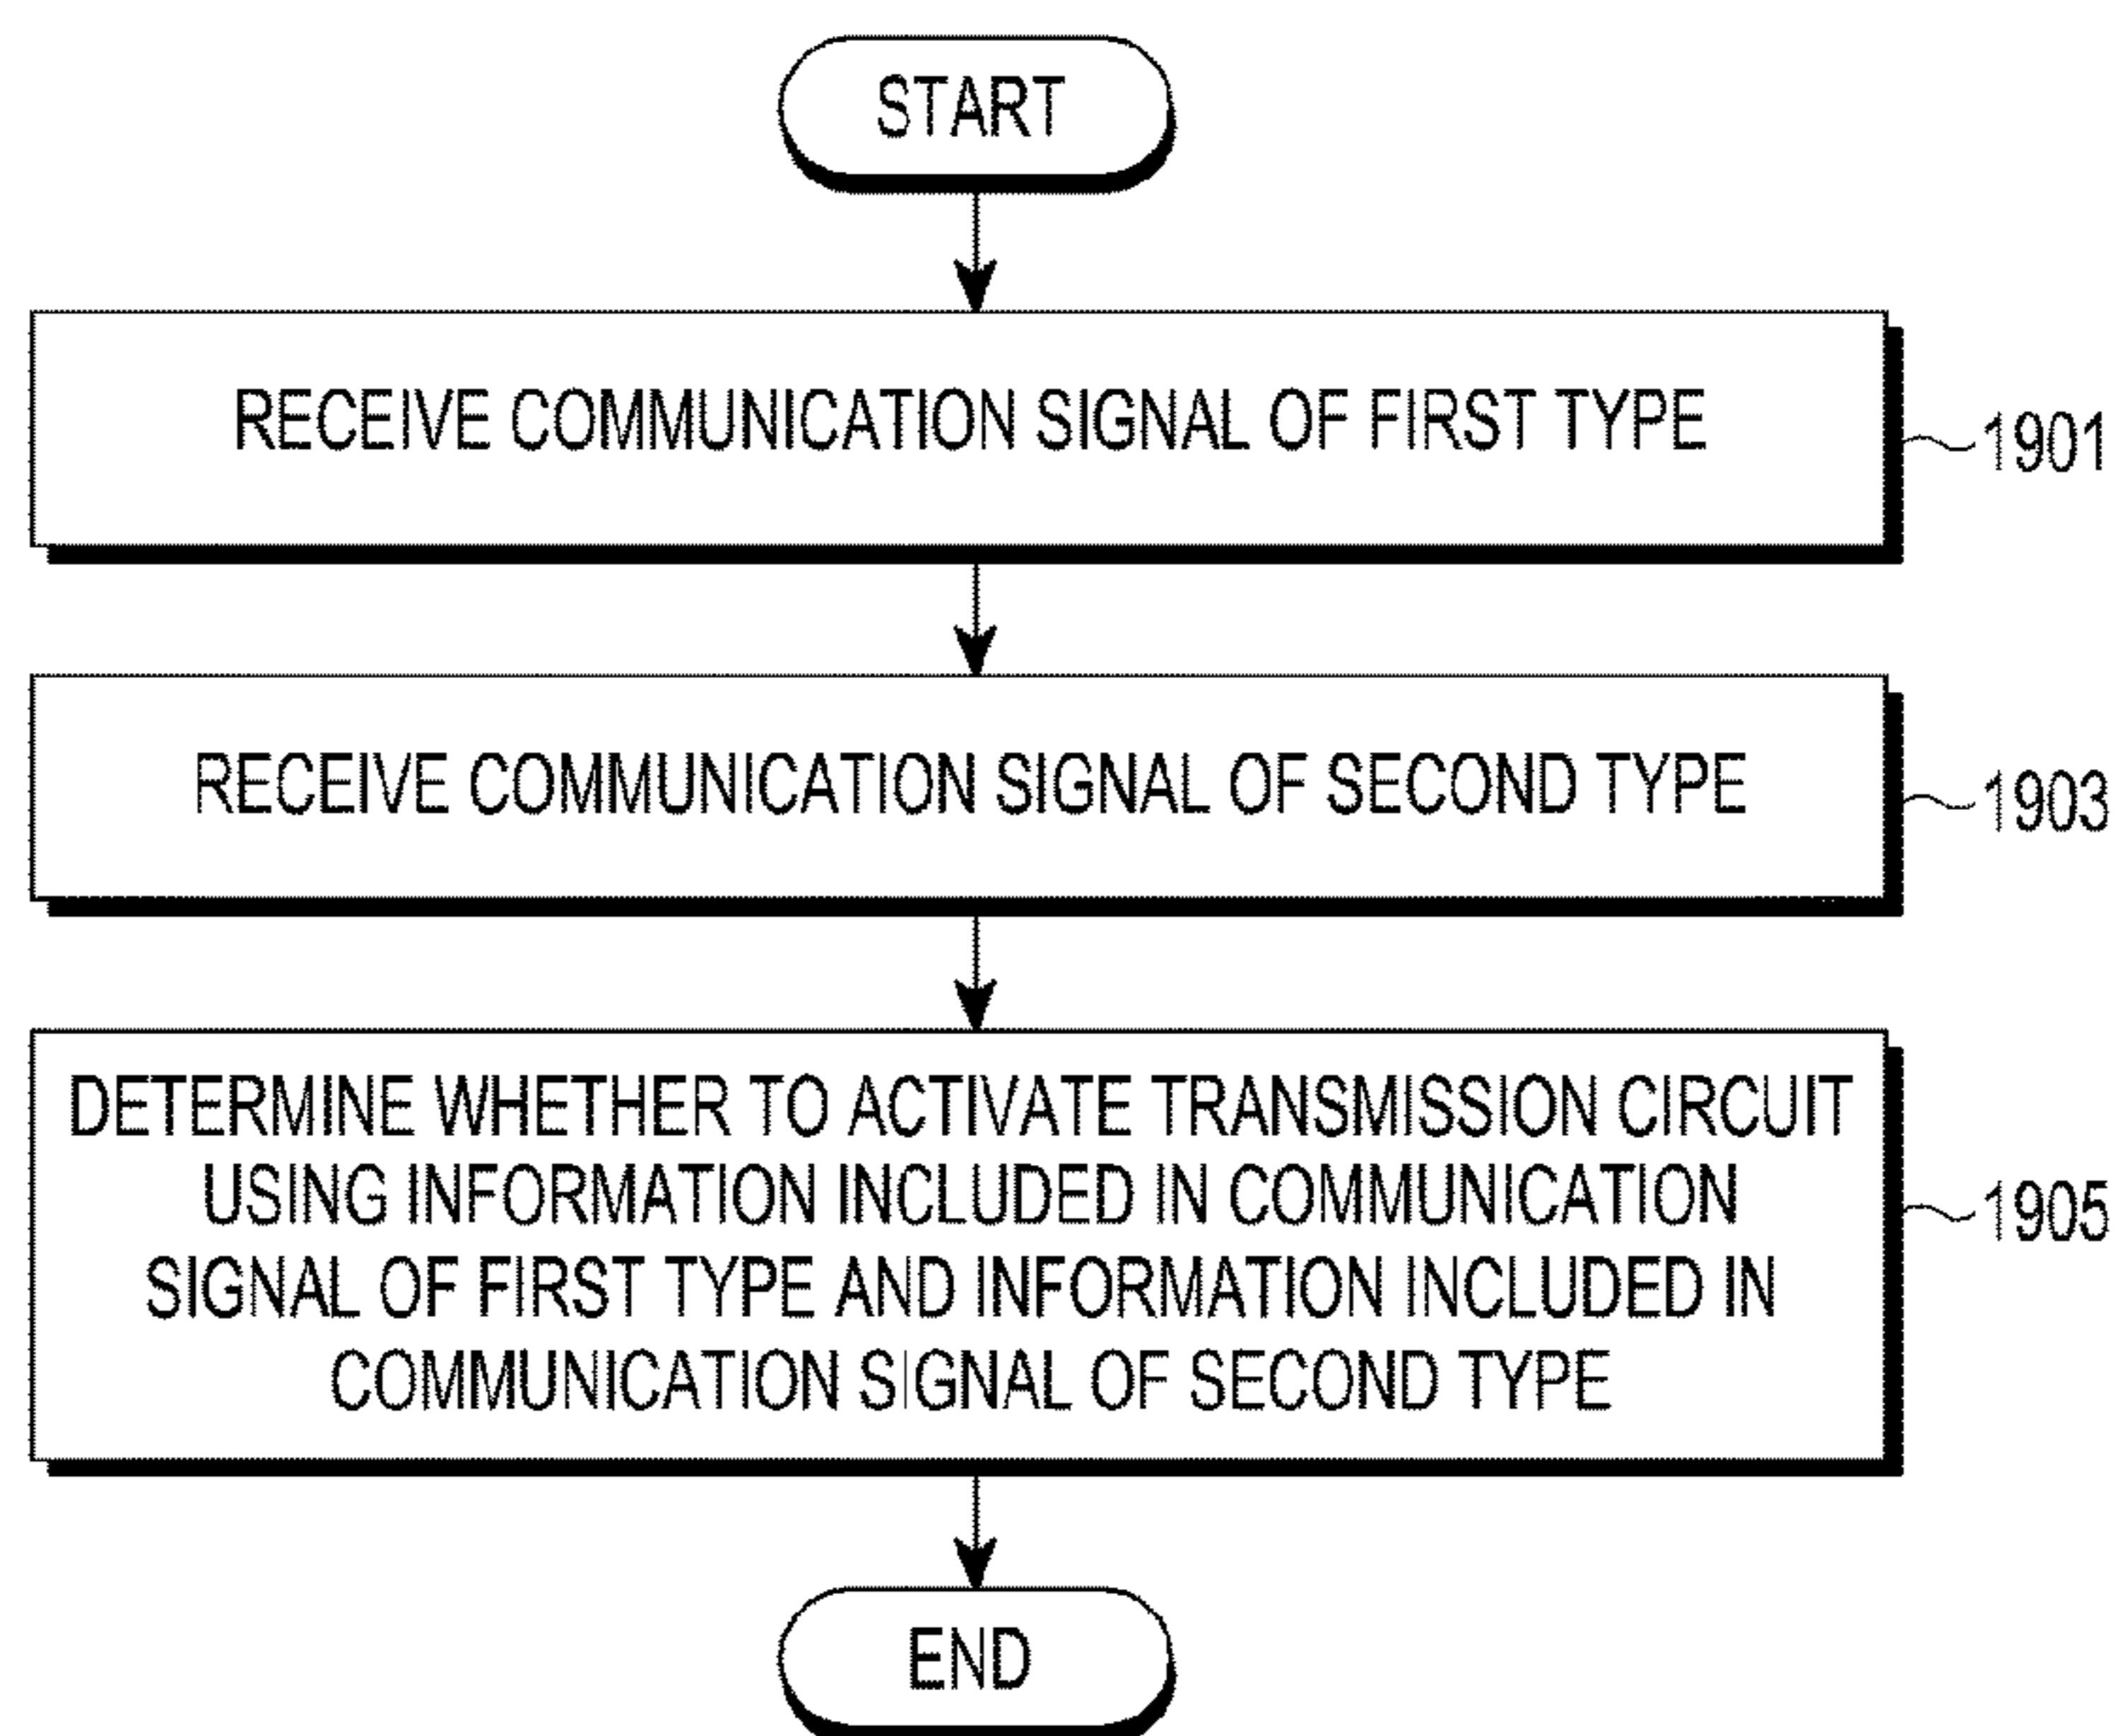 START
RECEIVE COMMUNICATION SIGNAL OF FIRST TYPE
1901
RECEIVE COMMUNICATION SIGNAL OF SECOND TYPE
1903
DETERMINE WHETHER TO ACTIVATE TRANSMISSION CIRCUIT
USING INFORMATION INCLUDED IN COMMUNICATION
SIGNAL OF FIRST TYPE AND INFORMATION INCLUDED IN
COMMUNICATION SIGNAL OF SECOND TYPE
1905
END